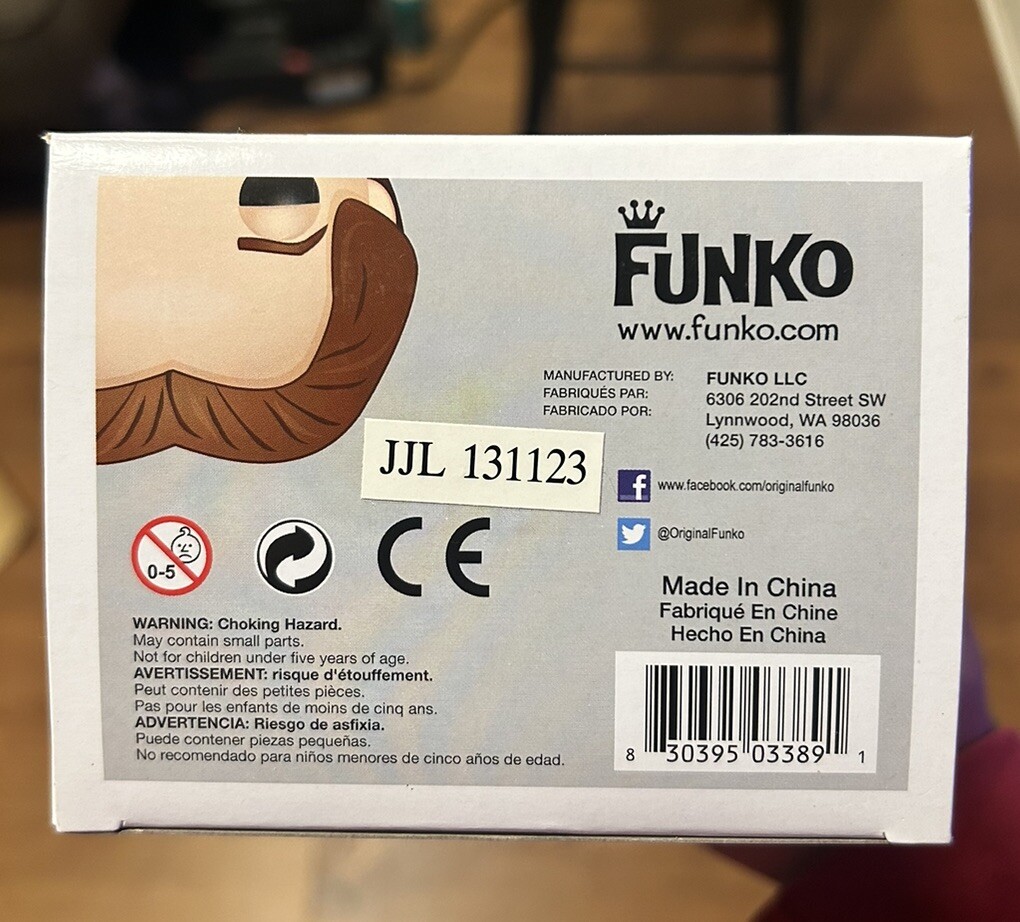 FUNKO
www.funko.com
MANUFACTURED BY:
FABRIQUÉS PAR:
FABRICADO POR:
FUNKO LLC
6306 202nd Street SW
Lynnwood, WA 98036
(425) 783-3616
JJL 131123
f www.facebook.com/originalfunko
@OriginalFunko
0-5
CE
Made In China
Fabriqué En Chine
Hecho En China
WARNING: Choking Hazard.
May contain small parts.
Not for children under five years of age.
AVERTISSEMENT: risque d'étouffement.
Peut contenir des petites pièces.
Pas pour les enfants de moins de cinq ans.
ADVERTENCIA: Riesgo de asfixia.
Puede contener piezas pequeñas.
No recomendado para niños menores de cinco años de edad.
8 30395 03389 1